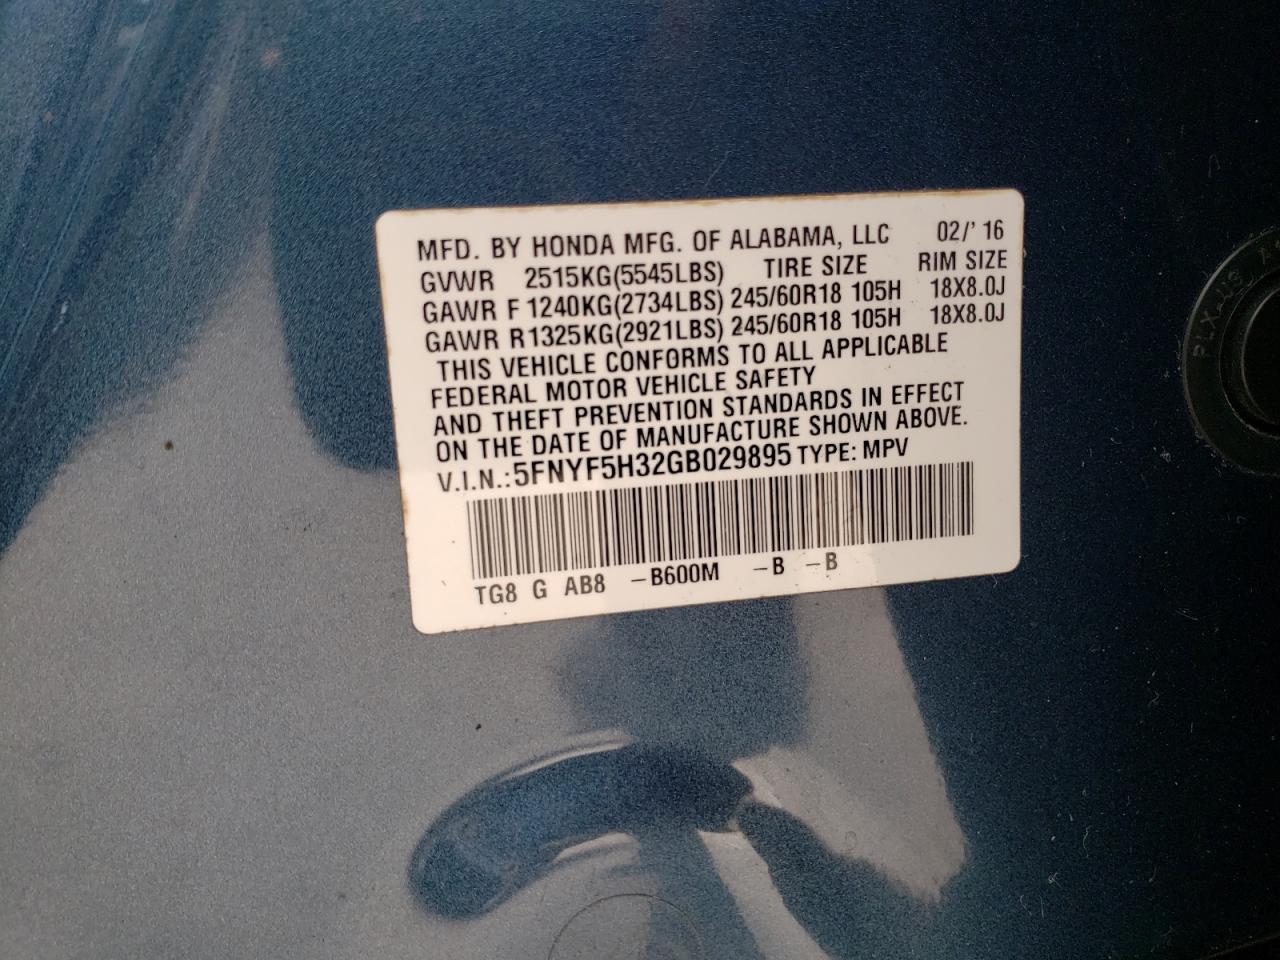 MFD. BY HONDA MFG. OF ALABAMA, LLC 02/' 16
GVWR 2515KG(5545LBS) TIRE SIZE RIM SIZE
GAWR F 1240KG(2734LBS) 245/60R18 105H 18X8.0J
GAWR R1325KG(2921LBS) 245/60R18 105H 18X8.0J
THIS VEHICLE CONFORMS TO ALL APPLICABLE
FEDERAL MOTOR VEHICLE SAFETY
AND THEFT PREVENTION STANDARDS IN EFFECT
ON THE DATE OF MANUFACTURE SHOWN ABOVE.
V.I.N.:5FNYF5H32GB029895 TYPE: MPV
TG8 G AB8 –B600M –B –B